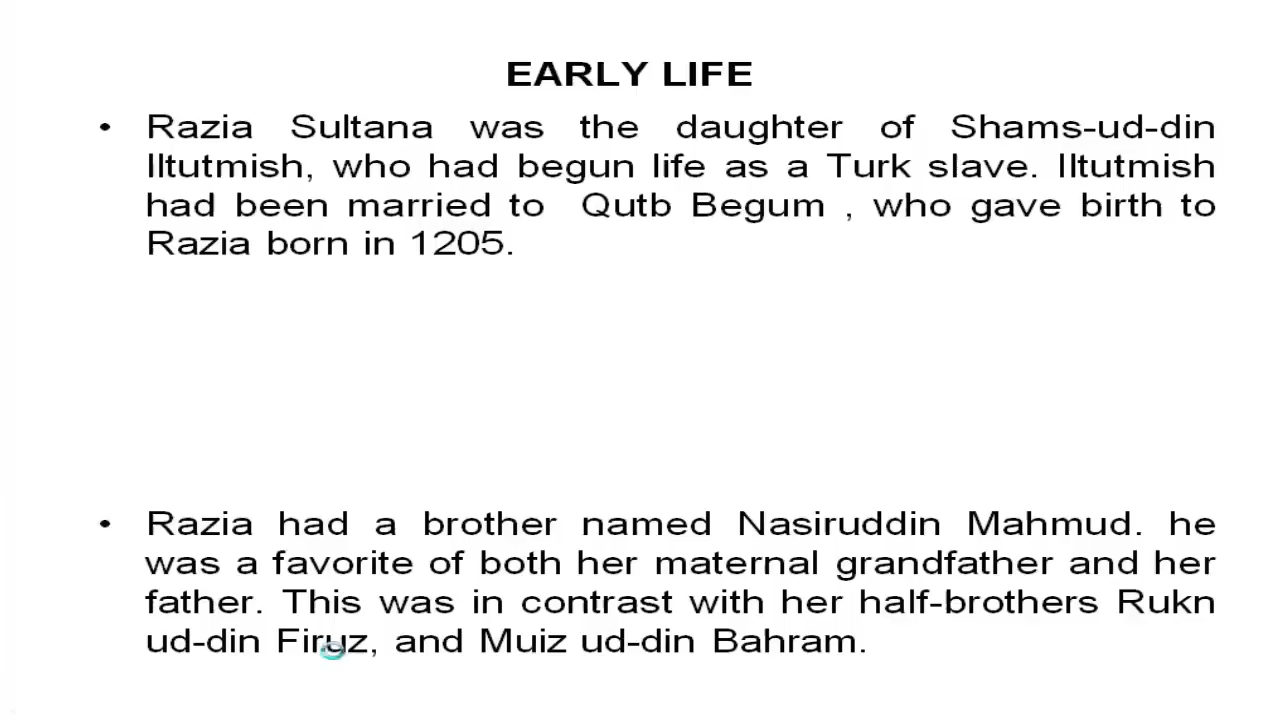 EARLY LIFE
• Razia Sultana was the daughter of Shams-ud-din
Iltutmish, who had begun life as a Turk slave. Iltutmish
had been married to Qutb Begum , who gave birth to
Razia born in 1205.
• Razia had a brother named Nasiruddin Mahmud. he
was a favorite of both her maternal grandfather and her
father. This was in contrast with her half-brothers Rukn
ud-din Firuz, and Muiz ud-din Bahram.